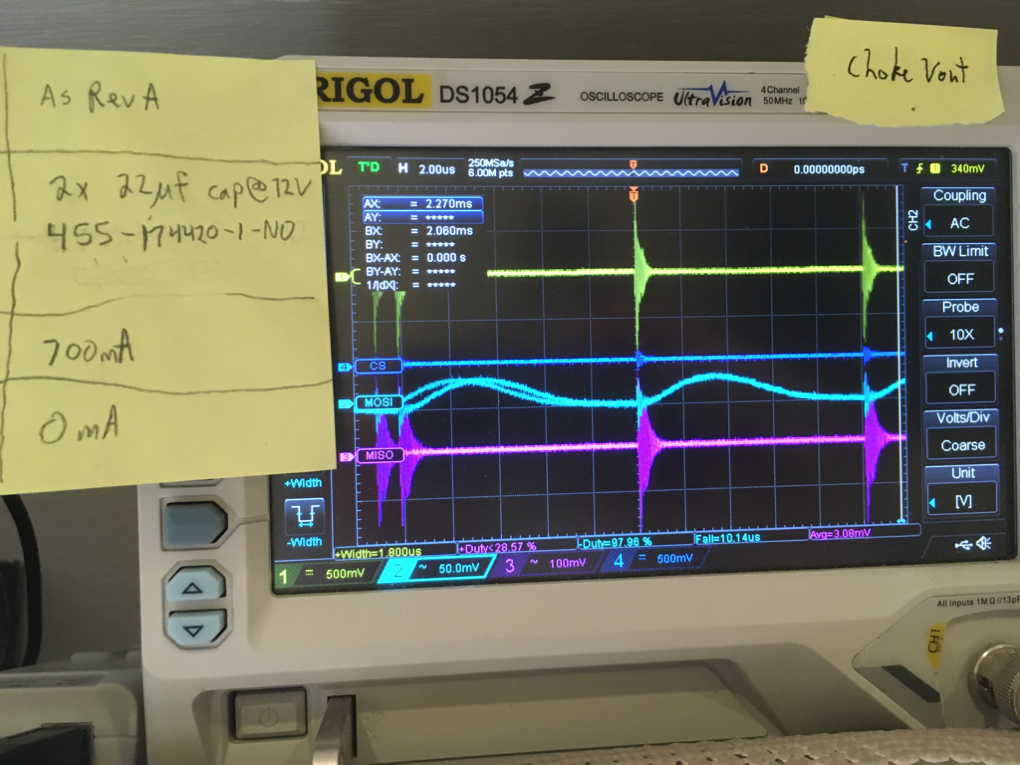 As Rev A
2x 22µf cap@12V
700mA
0mA
Choke Vout
RIGOL DS1054 Z OSCILLOSCOPE UltraVision 4 Channel
50MHz
T'D H 2.00us 250MSa/s 6.00M pts D 0.00000000ps T 340mV
AX: = 2.270ms
AY: = *****
BX: = 2.060ms
BY: = *****
BX-AX: = 0.000 s
BY-AY: = *****
1/|dX|: = *****
CS
MOSI
MISO
CH2
Coupling
AC
BW Limit
OFF
Probe
10X
Invert
OFF
Volts/Div
Coarse
Unit
[V]
+Width
-Width
+Width=1.800us +Duty<28.57 % -Duty=97.96 % Fall=10.14us Avg=3.08mV
1 500mV 2 ~ 50.0mV 3 ~ 100mV 4 ~ 500mV
All inputs 1MΩ//13pF
CH1